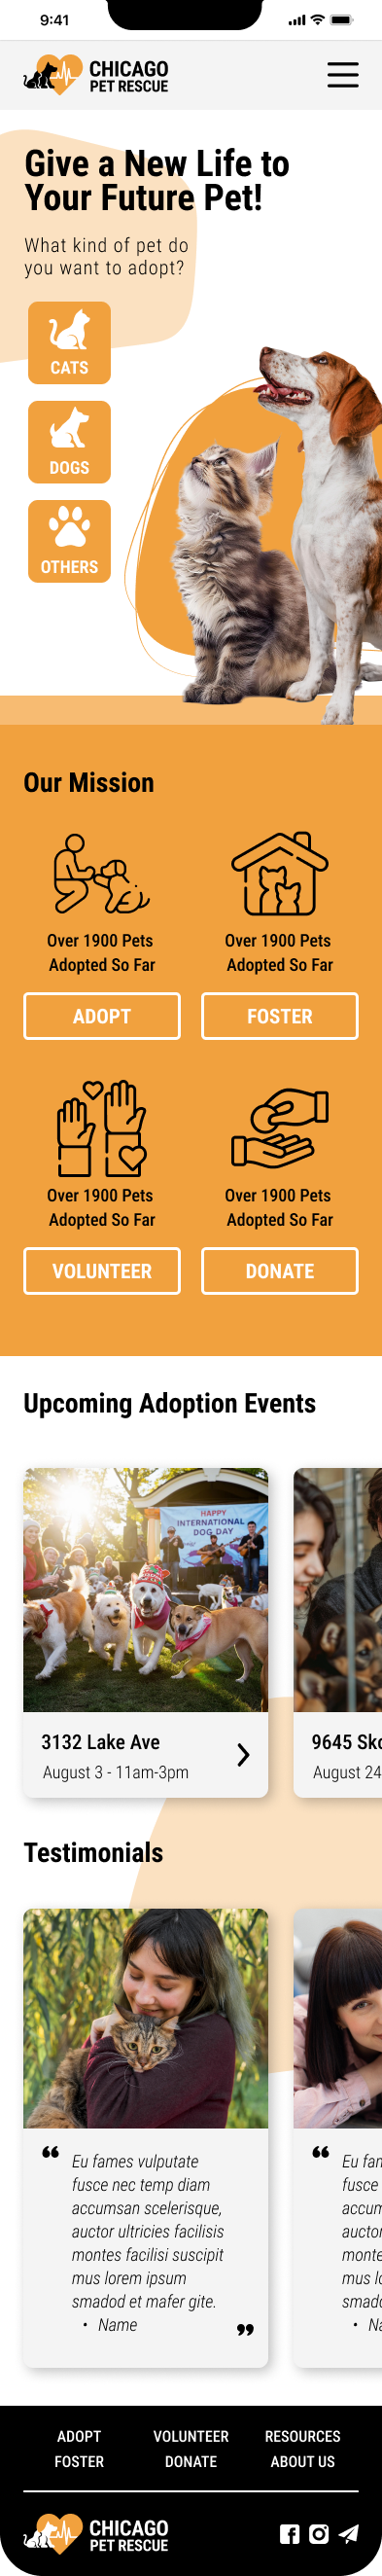 9:41
CHICAGO
PET RESCUE
Give a New Life to
Your Future Pet!
What kind of pet do
you want to adopt?
CATS
DOGS
OTHERS
Our Mission
Over 1900 Pets
Adopted So Far
ADOPT
Over 1900 Pets
Adopted So Far
FOSTER
Over 1900 Pets
Adopted So Far
VOLUNTEER
Over 1900 Pets
Adopted So Far
DONATE
Upcoming Adoption Events
HAPPY
INTERNATIONAL
DOG DAY
3132 Lake Ave
August 3 - 11am-3pm
9645 Sko
August 24
Testimonials
“ Eu fames vulputate
fusce nec temp diam
accumsan scelerisque,
auctor ultricies facilisis
montes facilisi suscipit
mus lorem ipsum
smadod et mafer gite.
• Name ”
“ Eu fam
fusce
accum
auctor
monte
mus lo
smado
• Na
ADOPT VOLUNTEER RESOURCES
FOSTER DONATE ABOUT US
CHICAGO
PET RESCUE